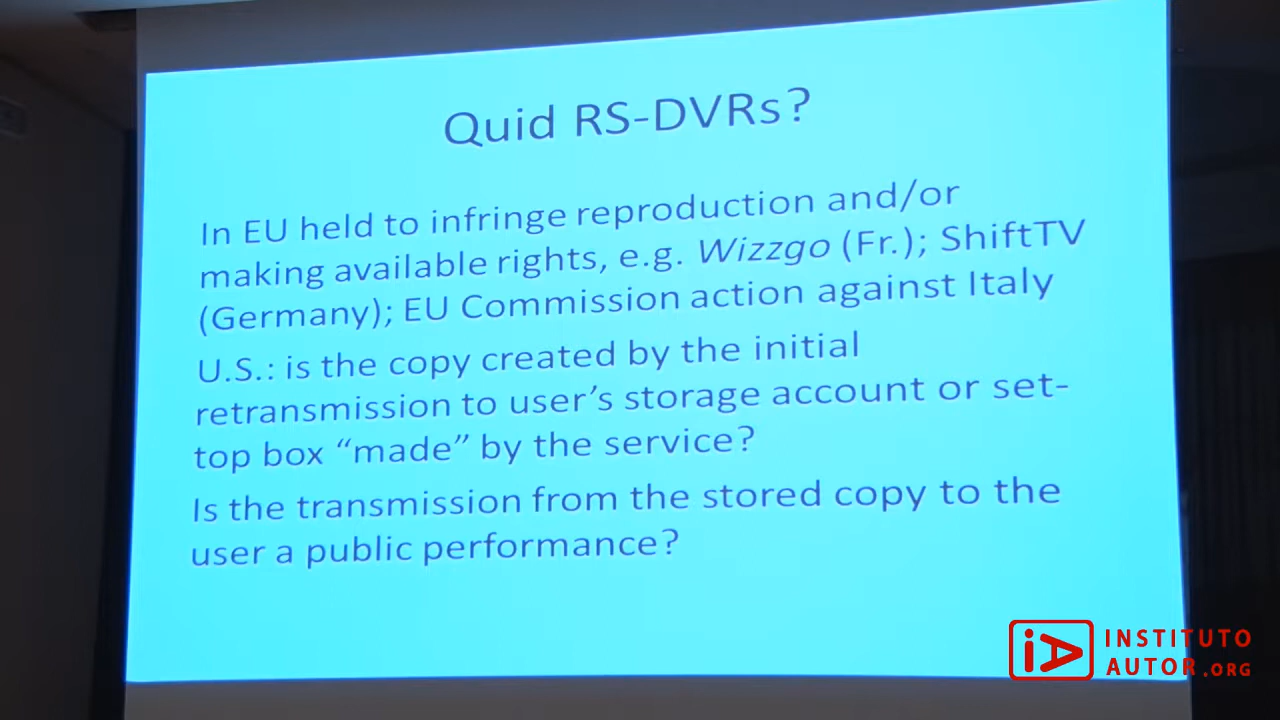 Quid RS-DVRs?
In EU held to infringe reproduction and/or
making available rights, e.g. Wizzgo (Fr.); ShiftTV
(Germany); EU Commission action against Italy
U.S.: is the copy created by the initial
retransmission to user’s storage account or set-
top box “made” by the service?
Is the transmission from the stored copy to the
user a public performance?
iA INSTITUTO
AUTOR.ORG